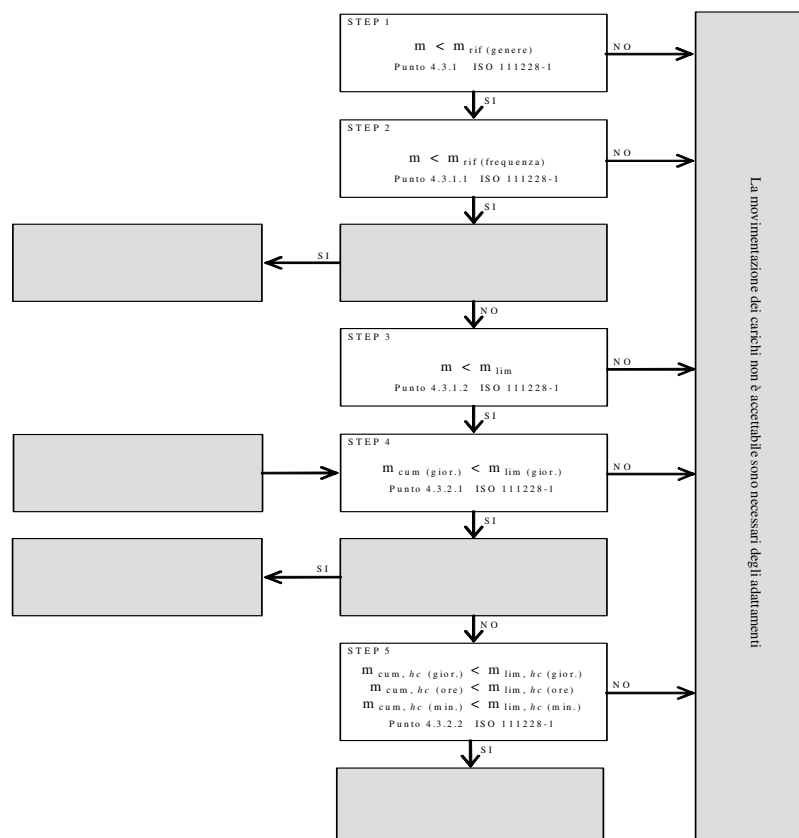 STEP 1
m < m rif (genere)
Punto 4.3.1 ISO 111228-1
NO
SI
STEP 2
m < m rif (frequenza)
Punto 4.3.1.1 ISO 111228-1
NO
SI
SI
NO
STEP 3
m < m lim
Punto 4.3.1.2 ISO 111228-1
NO
SI
STEP 4
m cum (gior.) < m lim (gior.)
Punto 4.3.2.1 ISO 111228-1
NO
SI
SI
NO
STEP 5
m cum, hc (gior.) < m lim, hc (gior.)
m cum, hc (ore) < m lim, hc (ore)
m cum, hc (min.) < m lim, hc (min.)
Punto 4.3.2.2 ISO 111228-1
NO
SI
La movimentazione dei carichi non è accettabile sono necessari degli adattamenti